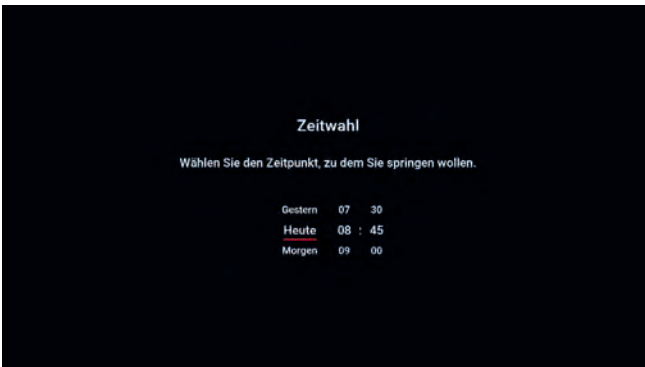 Zeitwahl
Wählen Sie den Zeitpunkt, zu dem Sie springen wollen.
Gestern 07 30
Heute 08 : 45
Morgen 09 00